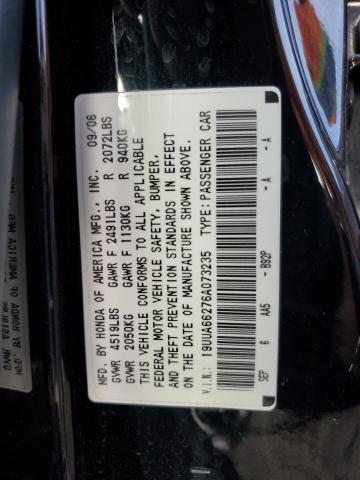 MFD. BY HONDA OF AMERICA MFG., INC. 09/06
GVWR 4519LBS GAWR F 2491LBS R 2072LBS
GVWR 2050KG GAWR F 1130KG R 940KG
THIS VEHICLE CONFORMS TO ALL APPLICABLE
FEDERAL MOTOR VEHICLE SAFETY, BUMPER,
AND THEFT PREVENTION STANDARDS IN EFFECT
ON THE DATE OF MANUFACTURE SHOWN ABOVE.
V.I.N.: 19UUA66276A073235 TYPE:PASSENGER CAR
SEP 6 AA5 - B92P - A - A